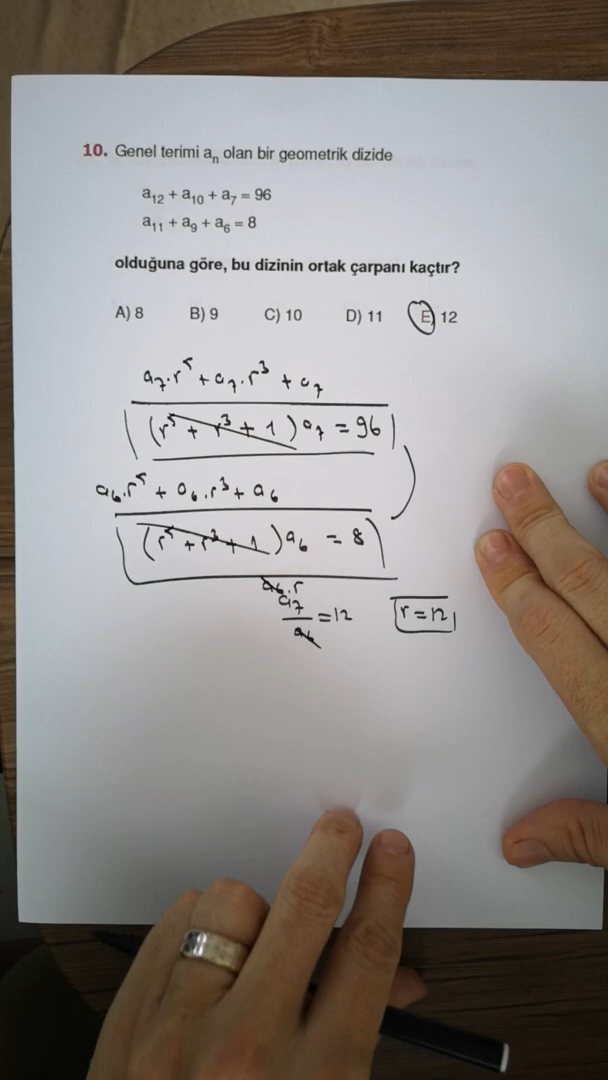 10. Genel terimi aₙ olan bir geometrik dizide
a₁₂ + a₁₀ + a₇ = 96
a₁₁ + a₉ + a₆ = 8
olduğuna göre, bu dizinin ortak çarpanı kaçtır?
A) 8 B) 9 C) 10 D) 11 E) 12
a₇.r⁵ + a₇.r³ + a₇
(r⁵ + r³ + 1) a₇ = 96
a₆.r⁵ + a₆.r³ + a₆
(r⁵ + r³ + 1) a₆ = 8
a₆.r
a₇/a₆ = 12 r = 12